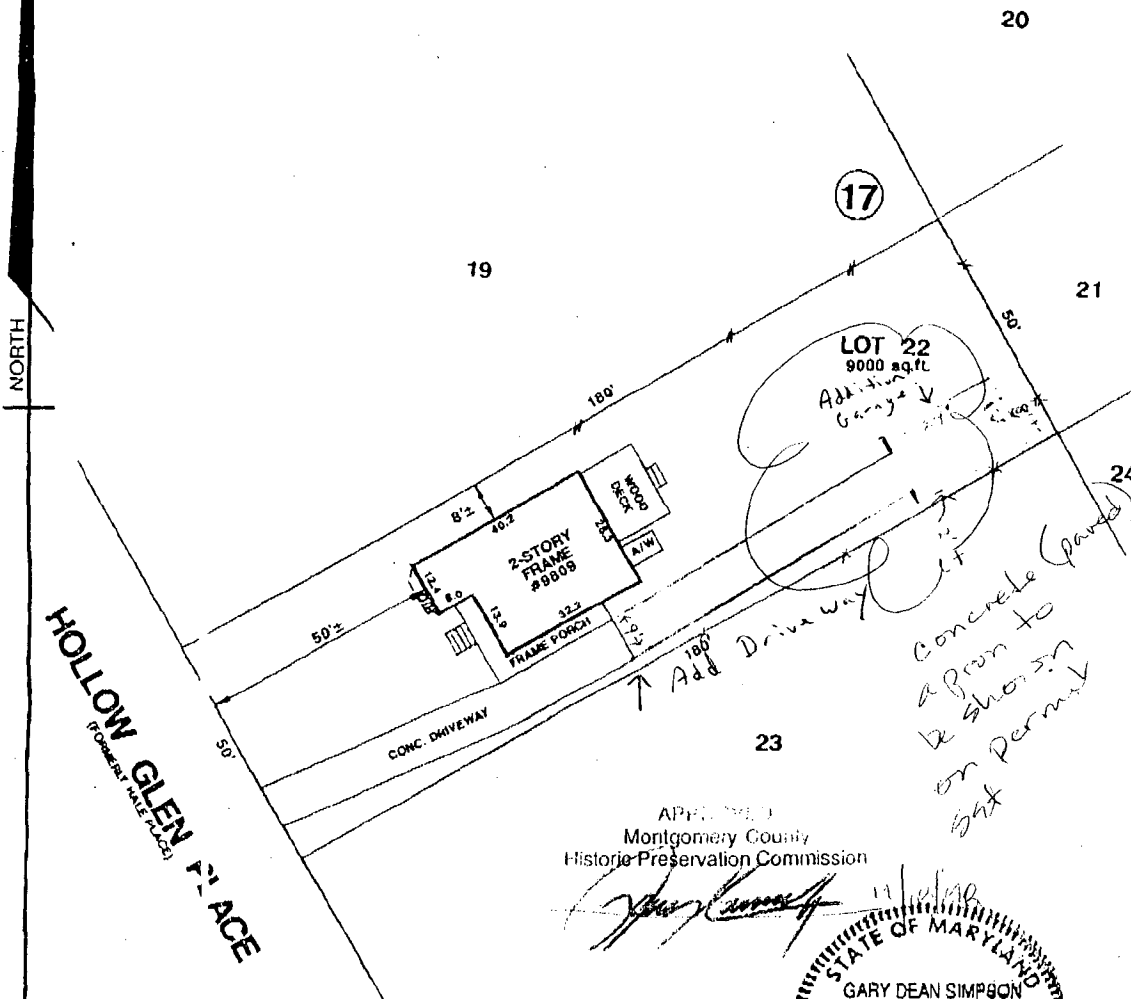 20
17
19
21
NORTH
50'
LOT 22
9000 sq.ft.
Addition
Garage
180'
24
WOOD
DECK
8'±
40.2
26.3
A/W
2-STORY
FRAME
#9809
12.4
8.0
13.9
32.2
FRAME PORCH
50'±
180'
Add Driveway
concrete (paved)
apron to
be shown
on permit
set
CONC. DRIVEWAY
50'
23
HOLLOW GLEN PLACE
(FORMERLY HALE PLACE)
APPROVED
Montgomery County
Historic Preservation Commission
STATE OF MARYLAND
GARY DEAN SIMPSON